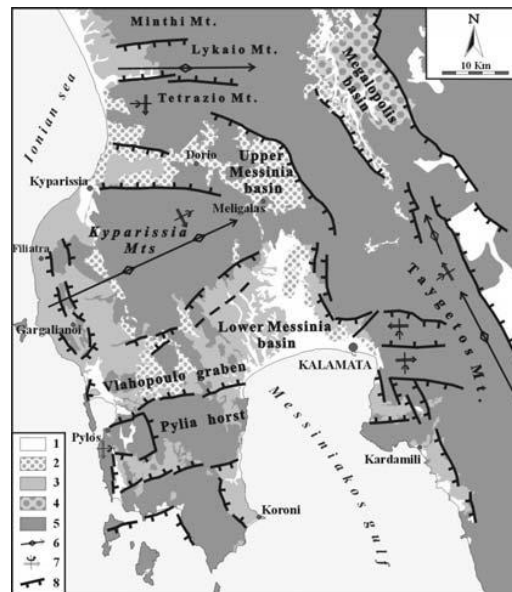 Minthi Mt.
N
Lykaio Mt.
10 Km
Megalopolis
basin
Tetrazio Mt.
Ionian sea
Dorio
Upper
Messinia
basin
Kyparissia
Meligalas
Kyparissia
Mts
Filiatra
Taygetos Mt.
Gargalianoi
Lower Messinia
basin
KALAMATA
Vlahopoulo graben
Pylia horst
Messiniakos gulf
Pylos
Kardamili
Koroni
1
2
3
4
5
6
7
8